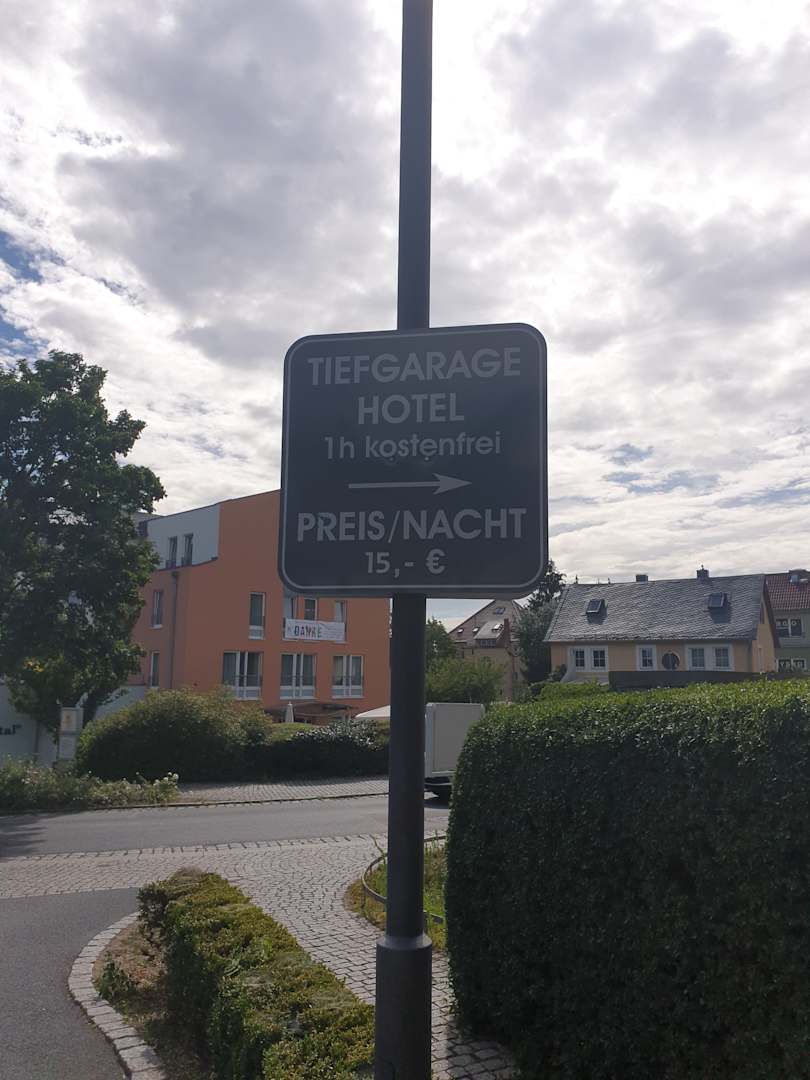 TIEFGARAGE
HOTEL
1h kostenfrei
PREIS/NACHT
15,- €
DANKE